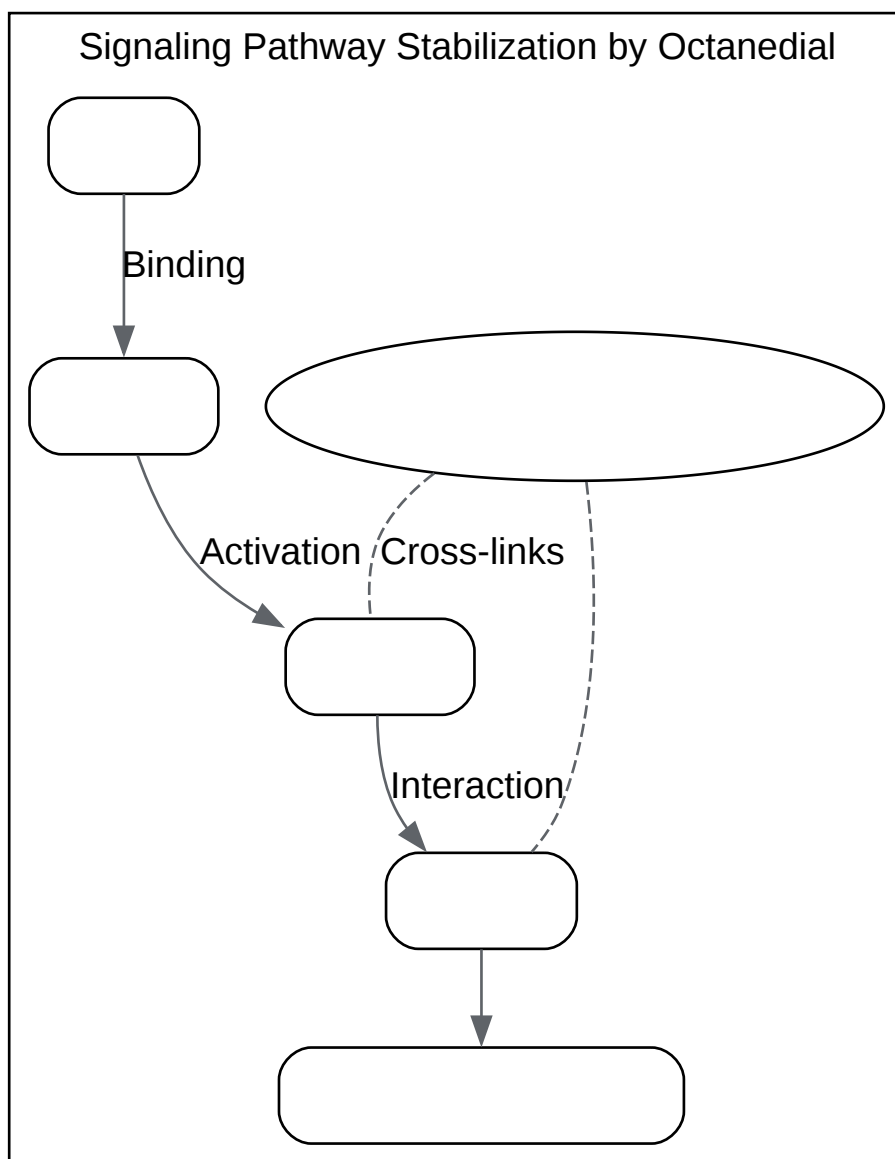 Signaling Pathway Stabilization by Octanedial
Binding
Activation
Cross-links
Interaction